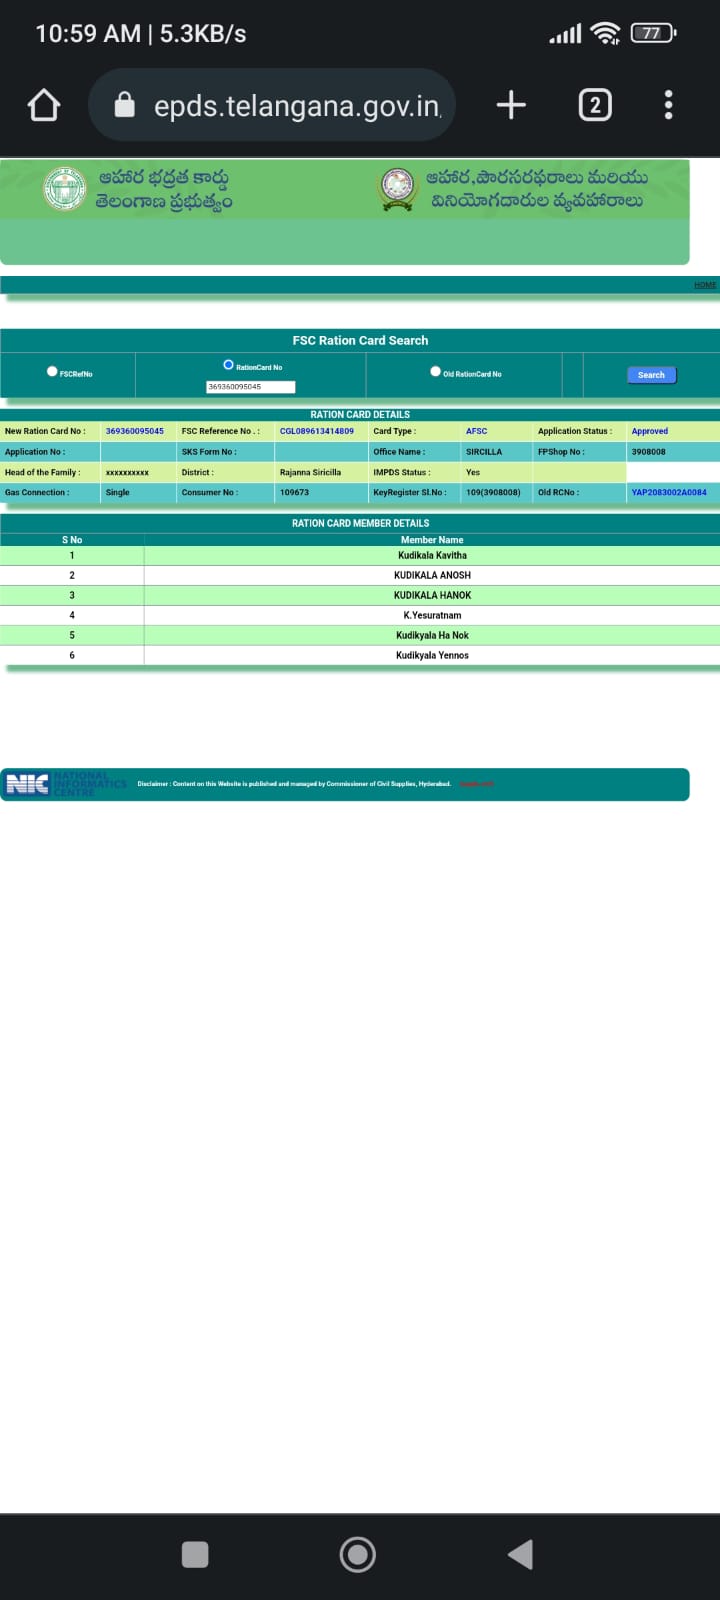 10:59 AM | 5.3KB/s
77
epds.telangana.gov.in
2
ఆహార భద్రత కార్డు
తెలంగాణ ప్రభుత్వం
ఆహార,పౌరసరఫరాలు మరియు
వినియోగదారుల వ్యవహారాలు
HOME
FSC Ration Card Search
FSCRefNo RationCard No Old RationCard No Search
369360095045
RATION CARD DETAILS
New Ration Card No : 369360095045 FSC Reference No . : CGL089613414809 Card Type : AFSC Application Status : Approved
Application No : SKS Form No : Office Name : SIRCILLA FPShop No : 3908008
Head of the Family : xxxxxxxxxx District : Rajanna Siricilla IMPDS Status : Yes
Gas Connection : Single Consumer No : 109673 KeyRegister Sl.No : 109(3908008) Old RCNo : YAP2083002A0084
RATION CARD MEMBER DETAILS
S No Member Name
1 Kudikala Kavitha
2 KUDIKALA ANOSH
3 KUDIKALA HANOK
4 K.Yesuratnam
5 Kudikyala Ha Nok
6 Kudikyala Yennos
NIC NATIONAL
INFORMATICS
CENTRE
Disclaimer : Content on this Website is published and managed by Commissioner of Civil Supplies, Hyderabad.